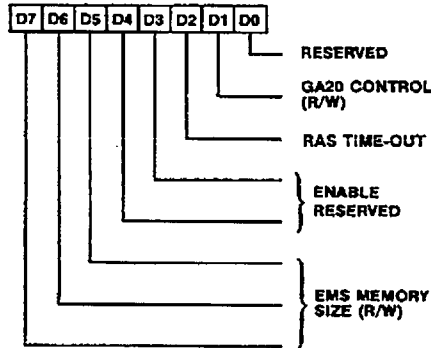 D7 D6 D5 D4 D3 D2 D1 D0
RESERVED
GA20 CONTROL
(R/W)
RAS TIME-OUT
ENABLE
RESERVED
EMS MEMORY
SIZE (R/W)